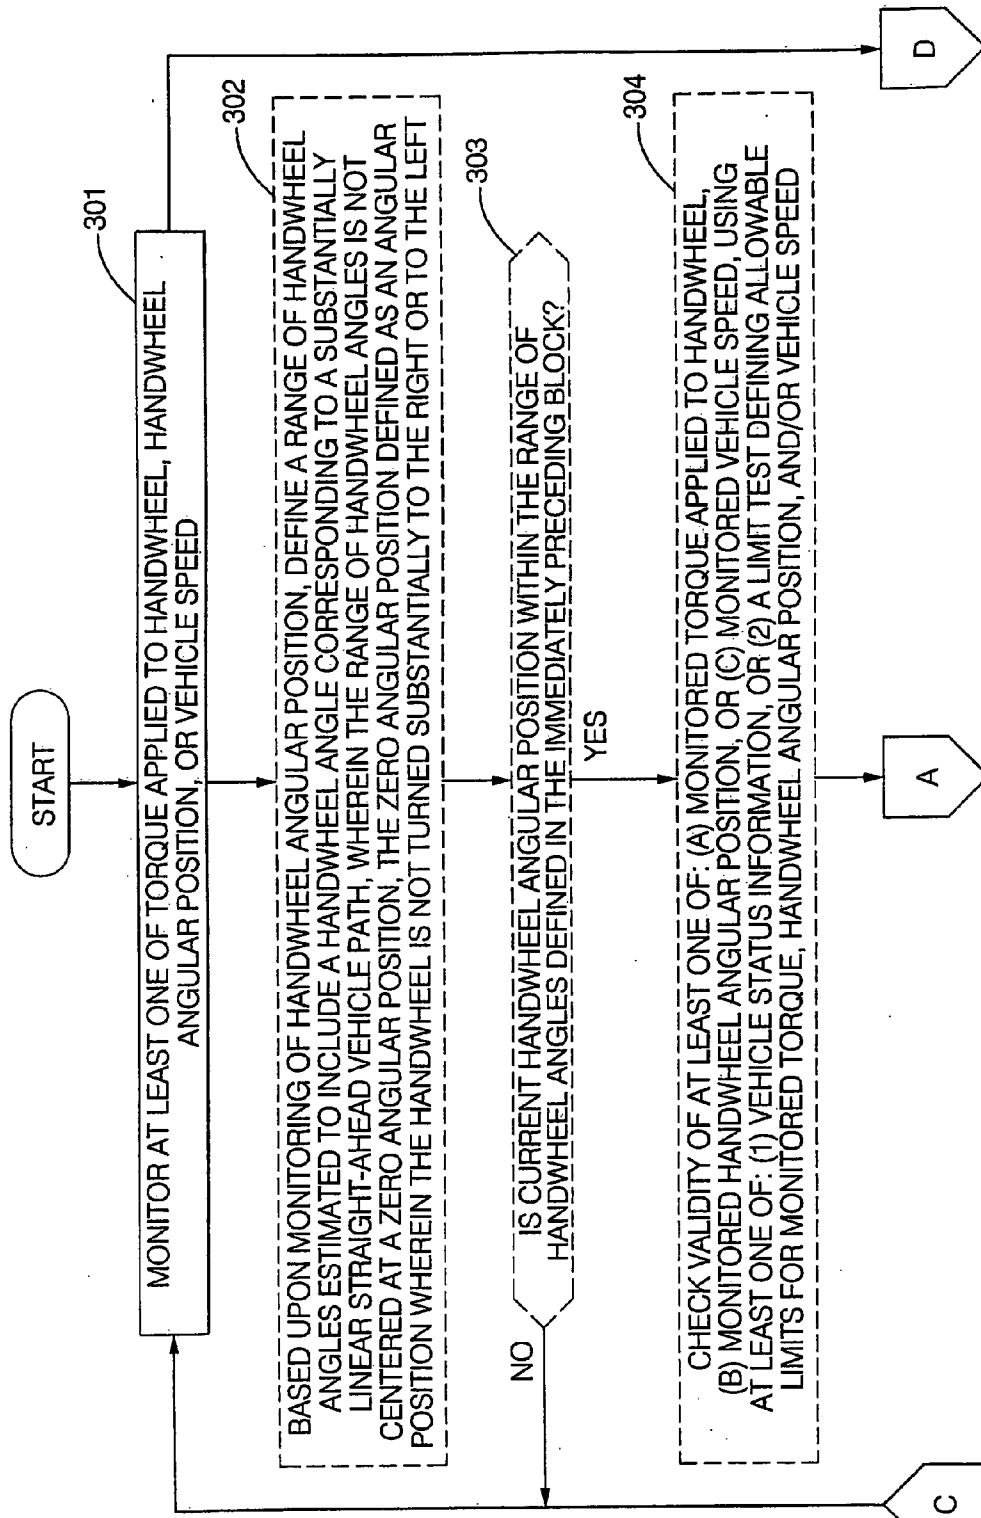 START
MONITOR AT LEAST ONE OF TORQUE APPLIED TO HANDWHEEL, HANDWHEEL
ANGULAR POSITION, OR VEHICLE SPEED
301
BASED UPON MONITORING OF HANDWHEEL ANGULAR POSITION, DEFINE A RANGE OF HANDWHEEL
ANGLES ESTIMATED TO INCLUDE A HANDWHEEL ANGLE CORRESPONDING TO A SUBSTANTIALLY
LINEAR STRAIGHT-AHEAD VEHICLE PATH, WHEREIN THE RANGE OF HANDWHEEL ANGLES IS NOT
CENTERED AT A ZERO ANGULAR POSITION, THE ZERO ANGULAR POSITION DEFINED AS AN ANGULAR
POSITION WHEREIN THE HANDWHEEL IS NOT TURNED SUBSTANTIALLY TO THE RIGHT OR TO THE LEFT
302
IS CURRENT HANDWHEEL ANGULAR POSITION WITHIN THE RANGE OF
HANDWHEEL ANGLES DEFINED IN THE IMMEDIATELY PRECEDING BLOCK?
303
NO
YES
CHECK VALIDITY OF AT LEAST ONE OF: (A) MONITORED TORQUE APPLIED TO HANDWHEEL,
(B) MONITORED HANDWHEEL ANGULAR POSITION, OR (C) MONITORED VEHICLE SPEED, USING
AT LEAST ONE OF: (1) VEHICLE STATUS INFORMATION, OR (2) A LIMIT TEST DEFINING ALLOWABLE
LIMITS FOR MONITORED TORQUE, HANDWHEEL ANGULAR POSITION, AND/OR VEHICLE SPEED
304
C
A
D